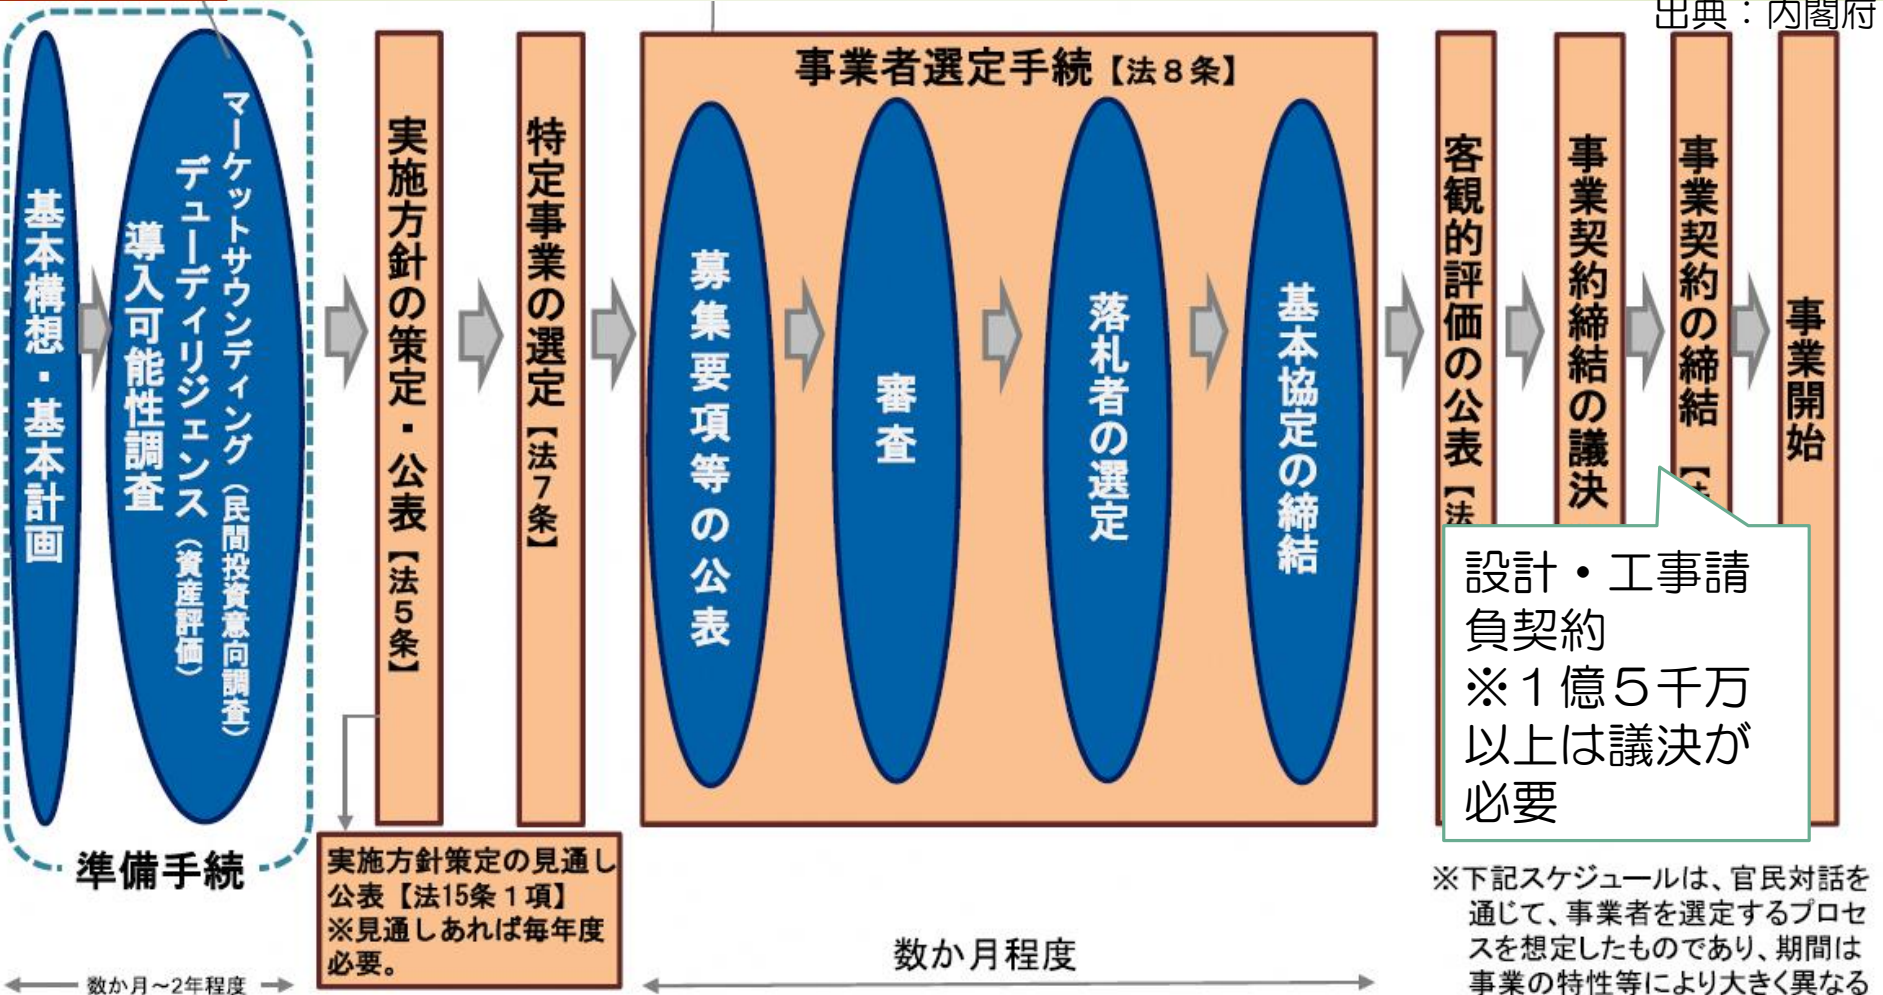 出典：内閣府
基本構想・基本計画
マーケットサウンディング（民間投資意向調査）
デューディリジェンス（資産評価）
導入可能性調査
準備手続
数か月～2年程度
実施方針の策定・公表【法５条】
実施方針策定の見通し
公表【法15条１項】
※見通しあれば毎年度
必要。
特定事業の選定【法７条】
事業者選定手続【法８条】
募集要項等の公表
審査
落札者の選定
基本協定の締結
数か月程度
客観的評価の公表【法
事業契約締結の議決
事業契約の締結【
事業開始
設計・工事請
負契約
※１億５千万
以上は議決が
必要
※下記スケジュールは、官民対話を
通じて、事業者を選定するプロセ
スを想定したものであり、期間は
事業の特性等により大きく異なる